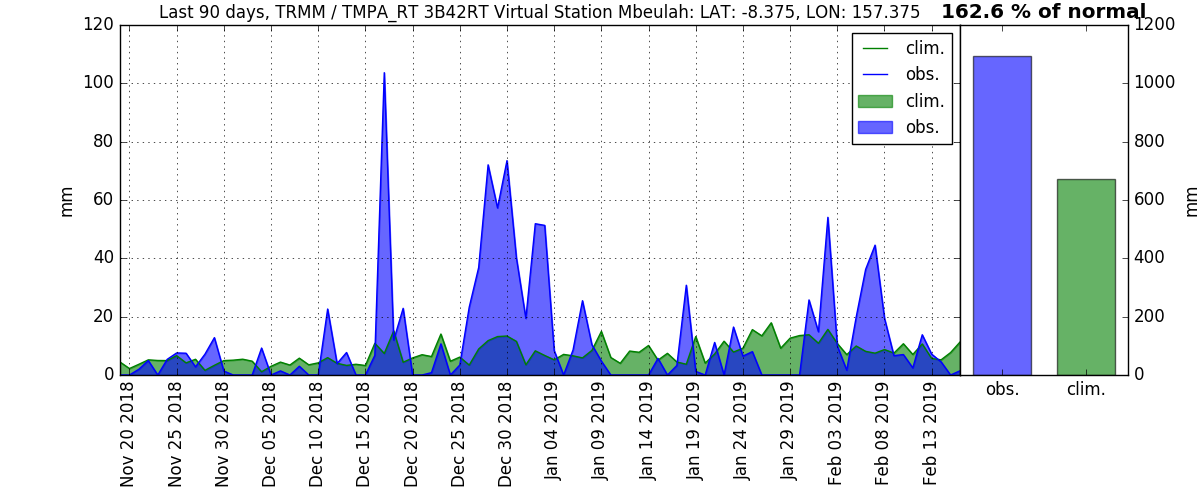 Last 90 days, TRMM / TMPA_RT 3B42RT Virtual Station Mbeulah: LAT: -8.375, LON: 157.375
162.6 % of normal
120
100
80
60
40
20
0
mm
clim.
obs.
clim.
obs.
1200
1000
800
600
400
200
0
mm
Nov 20 2018
Nov 25 2018
Nov 30 2018
Dec 05 2018
Dec 10 2018
Dec 15 2018
Dec 20 2018
Dec 25 2018
Dec 30 2018
Jan 04 2019
Jan 09 2019
Jan 14 2019
Jan 19 2019
Jan 24 2019
Jan 29 2019
Feb 03 2019
Feb 08 2019
Feb 13 2019
obs.
clim.